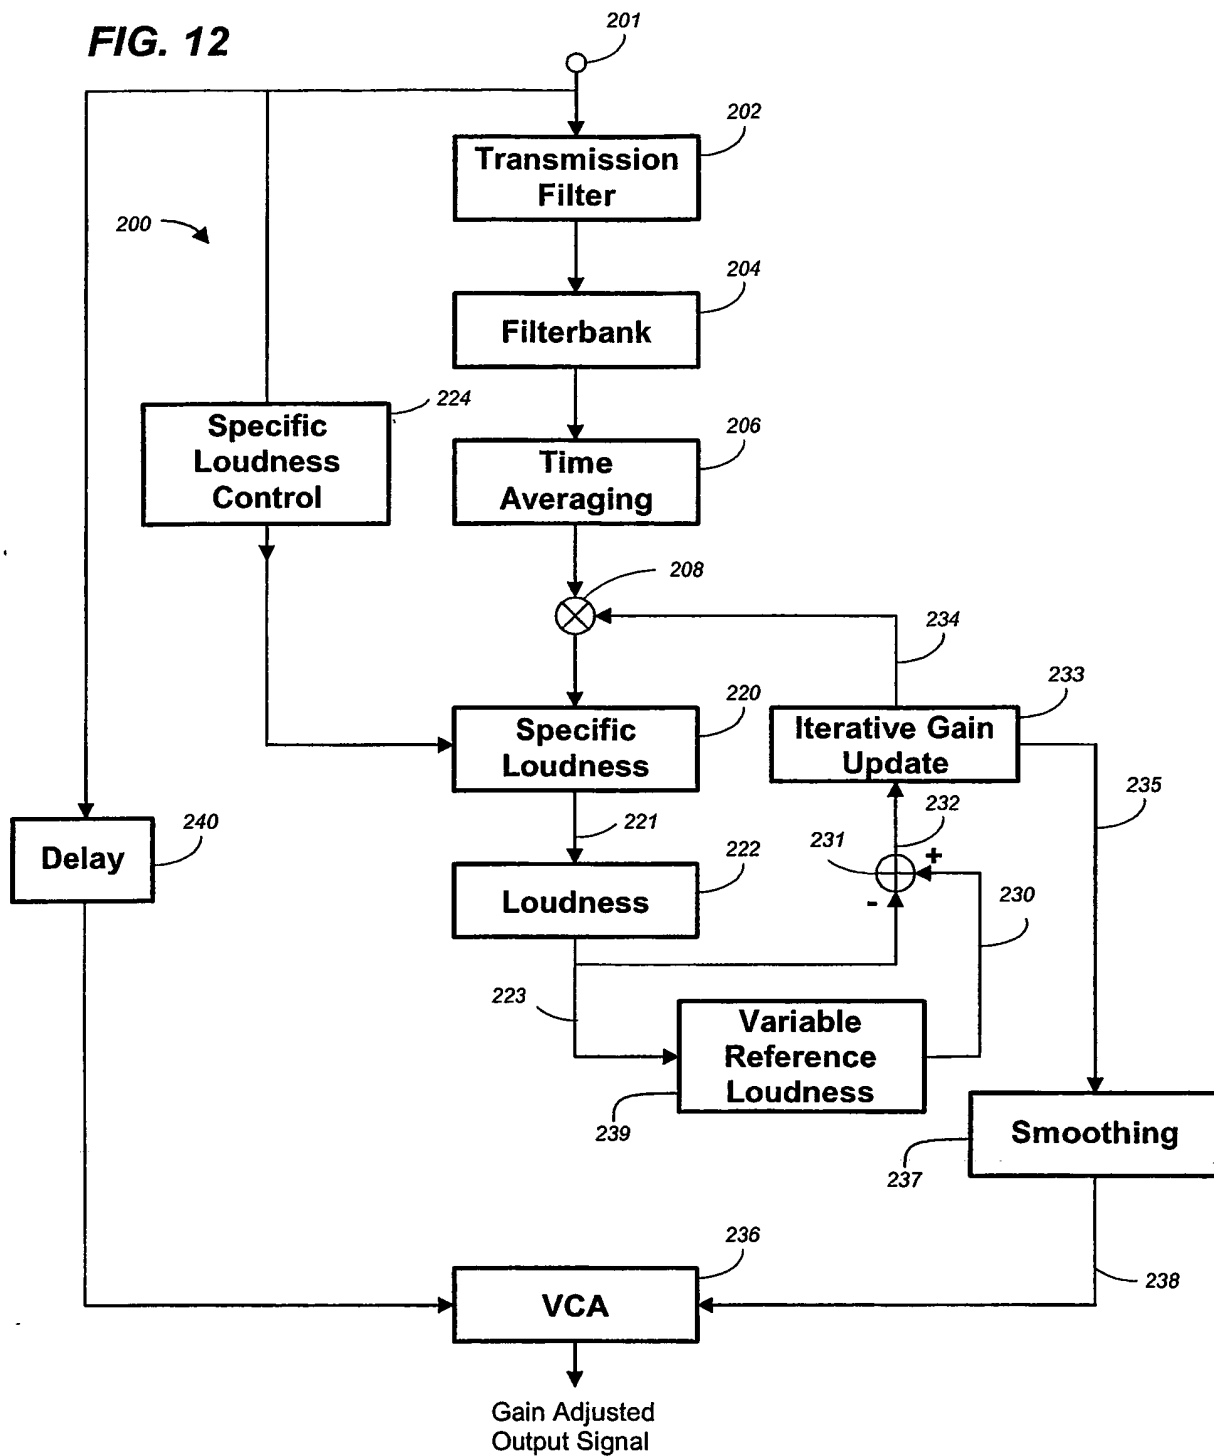 FIG. 12
201
202
Transmission
Filter
200
204
Filterbank
224
Specific
Loudness
Control
206
Time
Averaging
208
234
220
233
Specific
Loudness
Iterative Gain
Update
235
232
240
221
231
+
Delay
222
230
Loudness
-
223
Variable
Reference
Loudness
239
Smoothing
237
236
238
VCA
Gain Adjusted
Output Signal